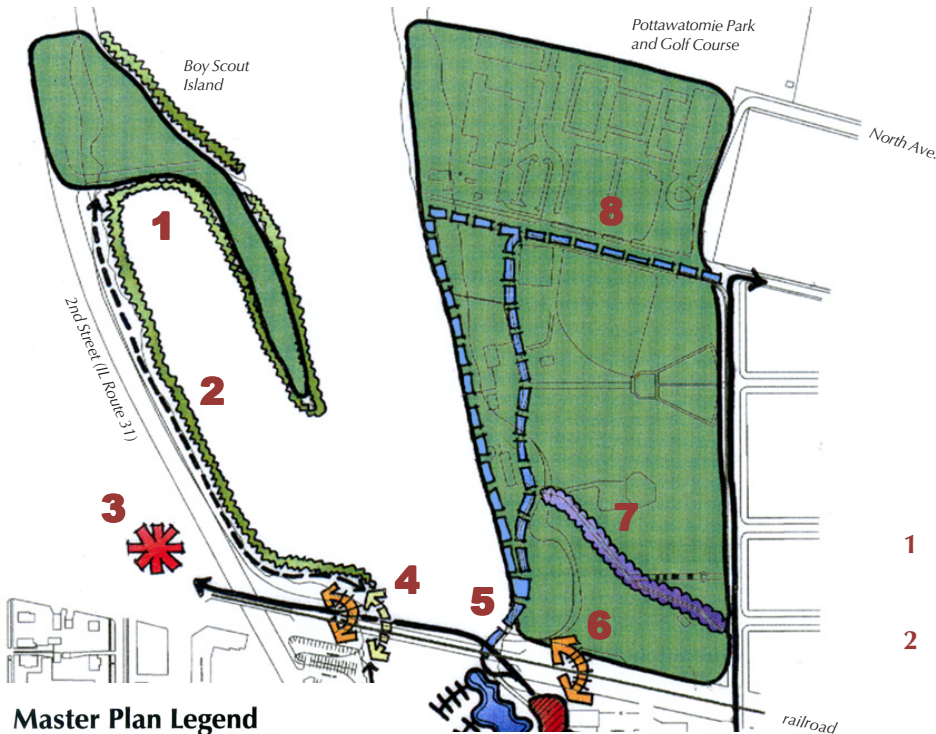 Pottawatomie Park
and Golf Course
Boy Scout
Island
North Ave.
1
8
2nd Street (IL Route 31)
2
3
7
1
4
5
6
2
Master Plan Legend
railroad